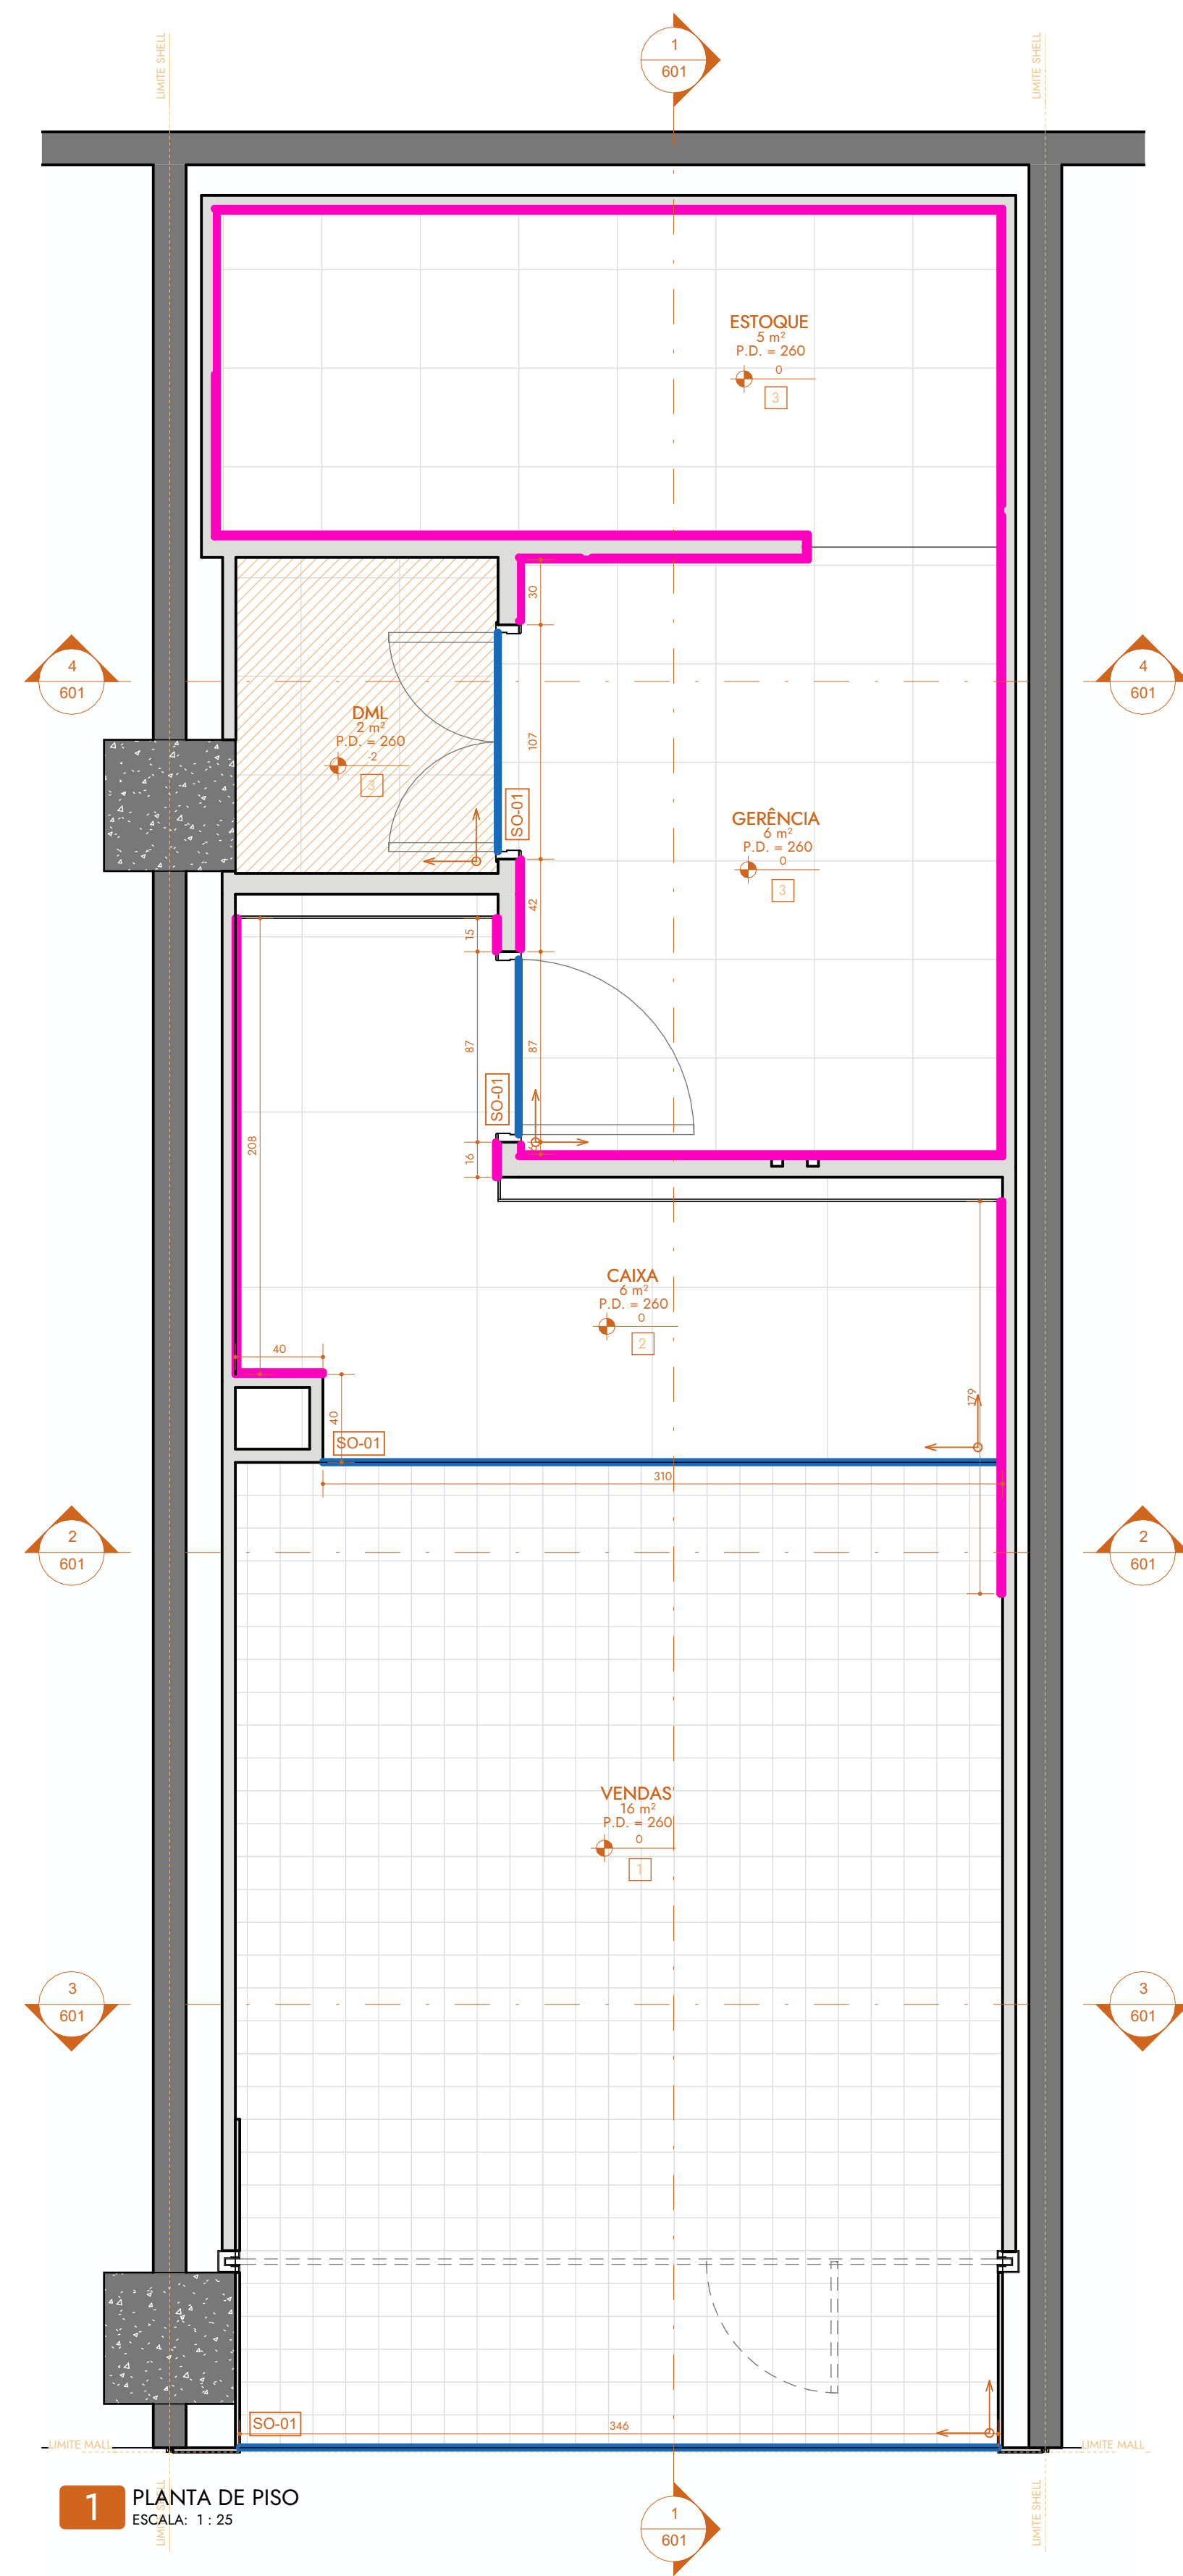 LIMITE SHELL
1
601
LIMITE SHELL
ESTOQUE
5 m²
P.D. = 260
0
3
30
4
601
4
601
DML
2 m²
P.D. = 260
-2
3
107
SO-01
GERÊNCIA
6 m²
P.D. = 260
0
3
42
15
87
87
SO-01
208
16
CAIXA
6 m²
P.D. = 260
0
2
40
179
40
SO-01
310
2
601
2
601
VENDAS
16 m²
P.D. = 260
0
1
3
601
3
601
SO-01
346
LIMITE MALL
LIMITE MALL
1
PLANTA DE PISO
ESCALA: 1 : 25
LIMITE SHELL
1
601
LIMITE SHELL